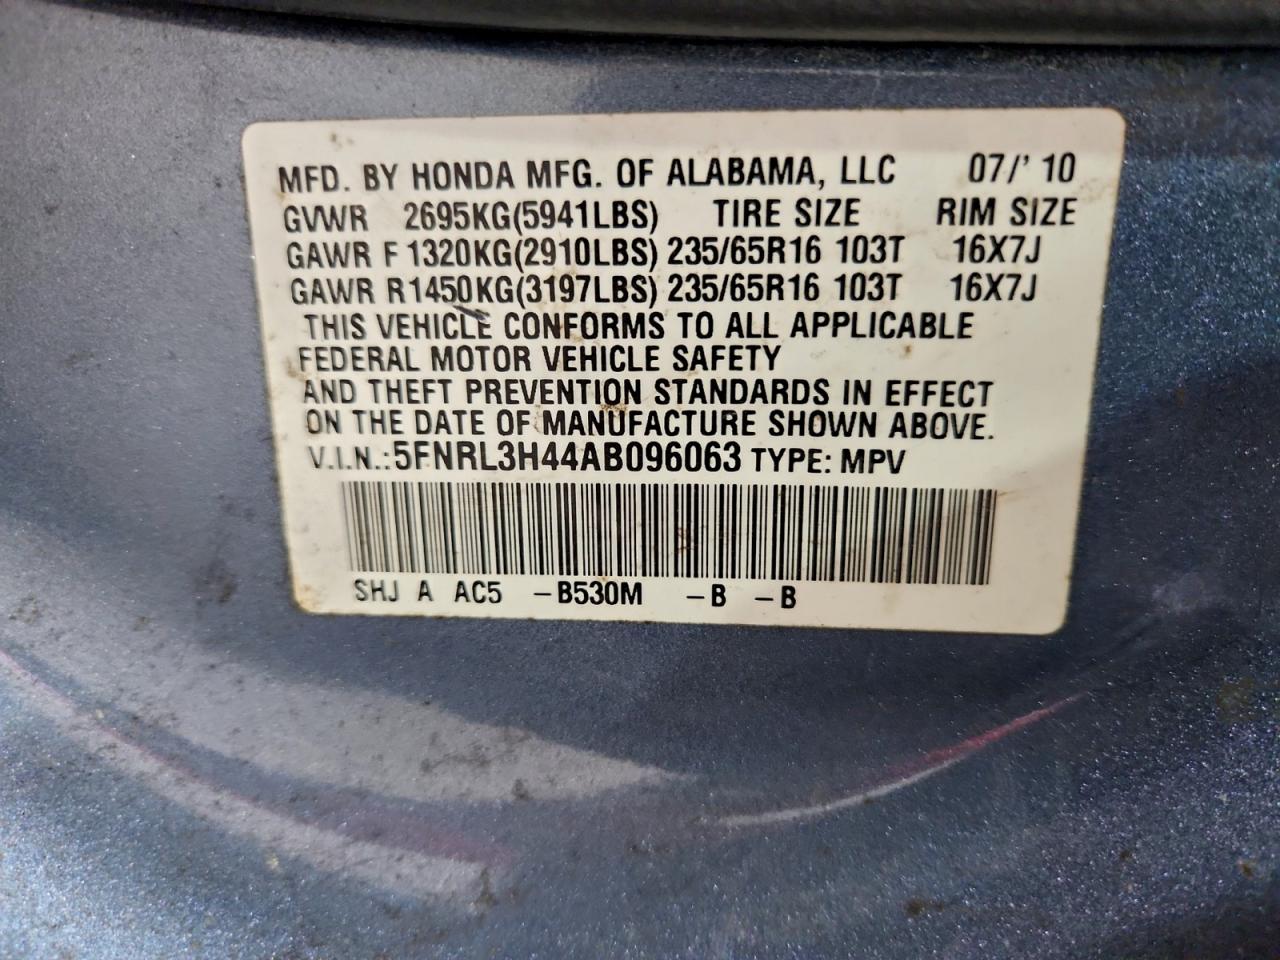 MFD. BY HONDA MFG. OF ALABAMA, LLC 07/' 10
GVWR 2695KG(5941LBS) TIRE SIZE RIM SIZE
GAWR F 1320KG(2910LBS) 235/65R16 103T 16X7J
GAWR R1450KG(3197LBS) 235/65R16 103T 16X7J
THIS VEHICLE CONFORMS TO ALL APPLICABLE
FEDERAL MOTOR VEHICLE SAFETY
AND THEFT PREVENTION STANDARDS IN EFFECT
ON THE DATE OF MANUFACTURE SHOWN ABOVE.
V.I.N.:5FNRL3H44AB096063 TYPE: MPV
SHJ A AC5 -B530M -B -B